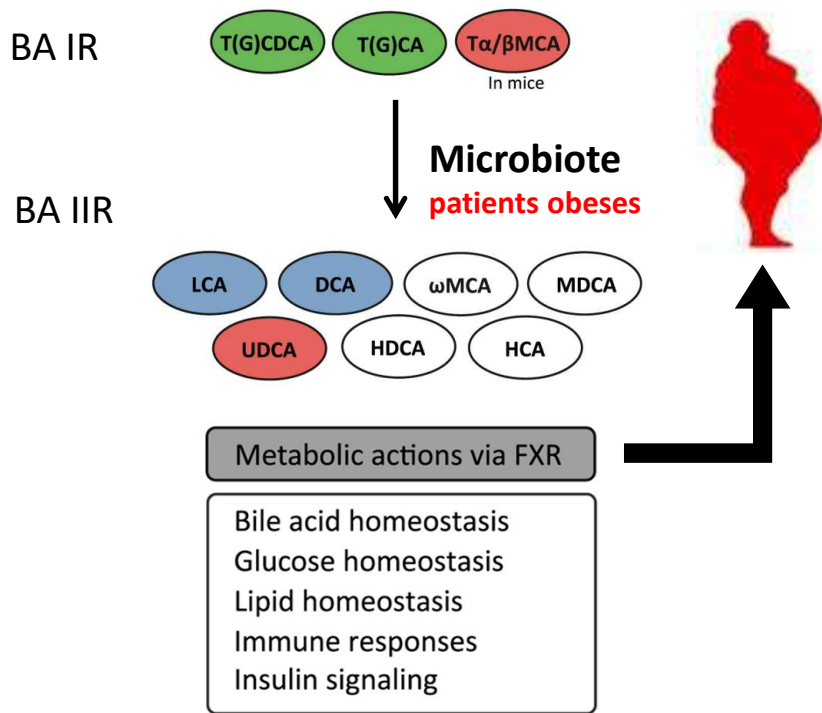 BA IR
T(G)CDCA T(G)CA Tα/βMCA
In mice
Microbiote
patients obeses
BA IIR
LCA DCA ωMCA MDCA
UDCA HDCA HCA
Metabolic actions via FXR
Bile acid homeostasis
Glucose homeostasis
Lipid homeostasis
Immune responses
Insulin signaling